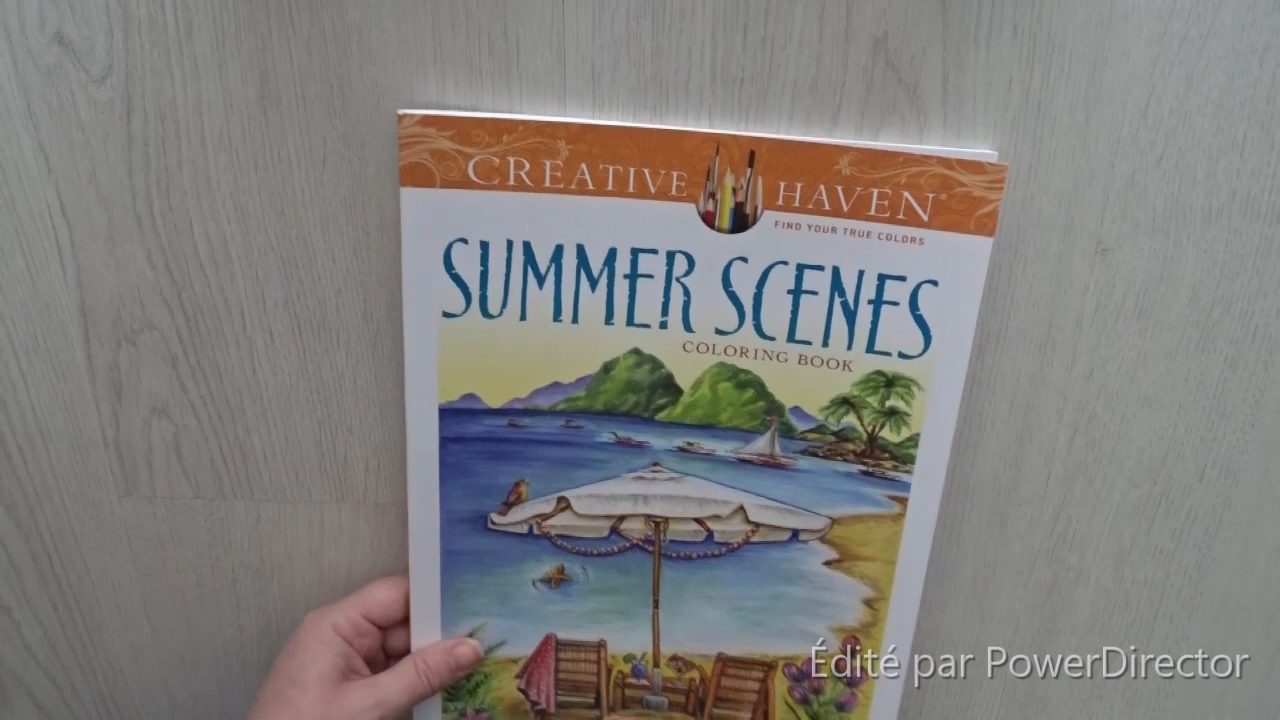 CREATIVE HAVEN®
FIND YOUR TRUE COLORS
SUMMER SCENES
COLORING BOOK
Édité par PowerDirector